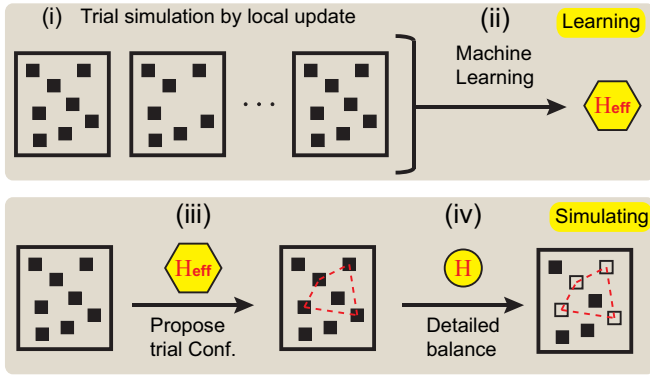 (i) Trial simulation by local update
(ii)
Learning
Machine
Learning
. . .
Heff
(iii)
(iv)
Simulating
Heff
H
Propose
trial Conf.
Detailed
balance